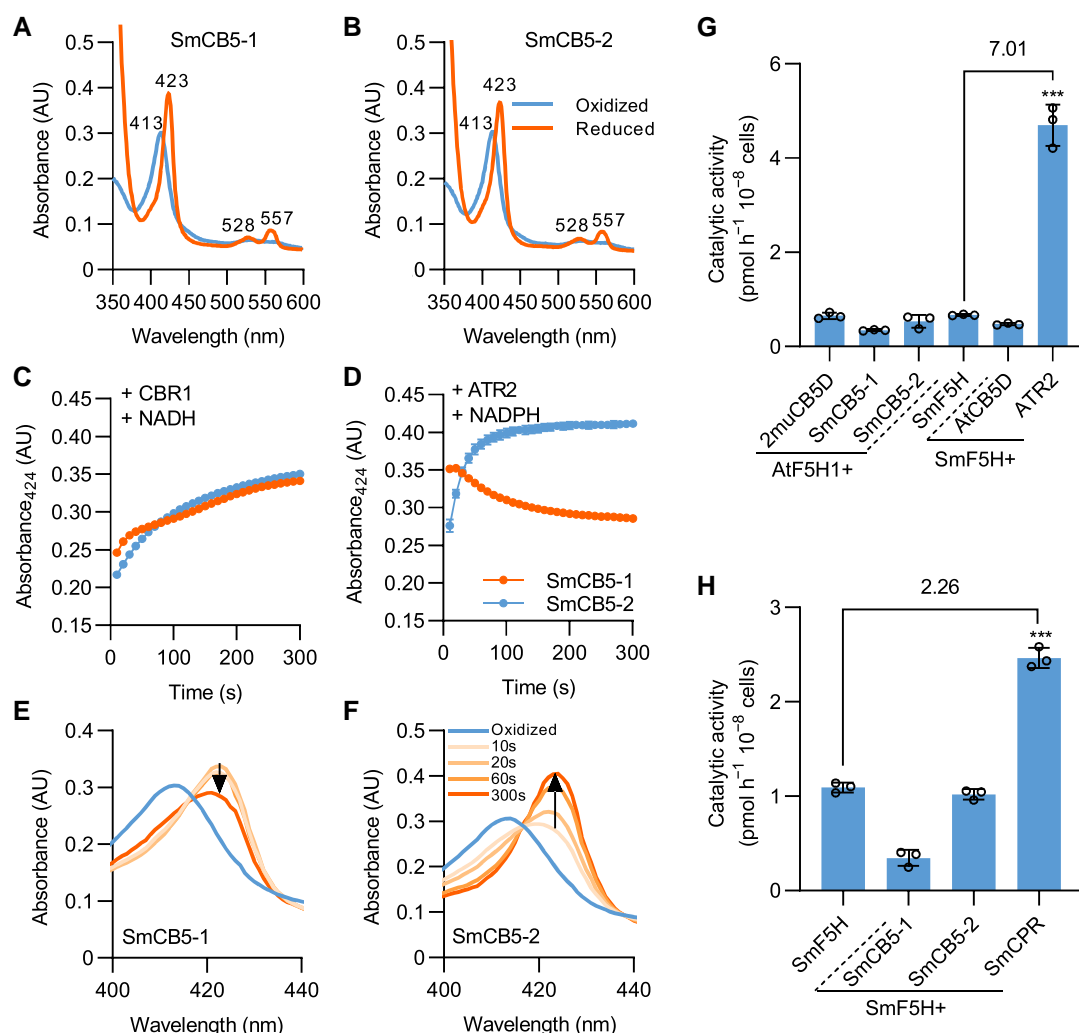 A
SmCB5-1
Absorbance (AU)
0.5
0.4
0.3
0.2
0.1
0
423
413
528
557
350 400 450 500 550 600
Wavelength (nm)
B
SmCB5-2
Absorbance (AU)
0.5
0.4
0.3
0.2
0.1
0
423
413
Oxidized
Reduced
528
557
350 400 450 500 550 600
Wavelength (nm)
C
+ CBR1
+ NADH
Absorbance424 (AU)
0.45
0.40
0.35
0.30
0.25
0.20
0.15
0 100 200 300
Time (s)
D
+ ATR2
+ NADPH
Absorbance424 (AU)
0.45
0.40
0.35
0.30
0.25
0.20
0.15
SmCB5-1
SmCB5-2
0 100 200 300
Time (s)
E
Absorbance (AU)
0.4
0.3
0.2
0.1
0
SmCB5-1
400 420 440
Wavelength (nm)
F
Absorbance (AU)
0.5
0.4
0.3
0.2
0.1
0
Oxidized
10s
20s
60s
300s
SmCB5-2
400 420 440
Wavelength (nm)
G
7.01
***
Catalytic activity
(pmol h⁻¹ 10⁻⁸ cells)
6
4
2
0
2muCB5D
SmCB5-1
SmCB5-2
SmF5H
AtCB5D
ATR2
AtF5H1+
SmF5H+
H
2.26
***
Catalytic activity
(pmol h⁻¹ 10⁻⁸ cells)
3
2
1
0
SmF5H
SmCB5-1
SmCB5-2
SmCPR
SmF5H+